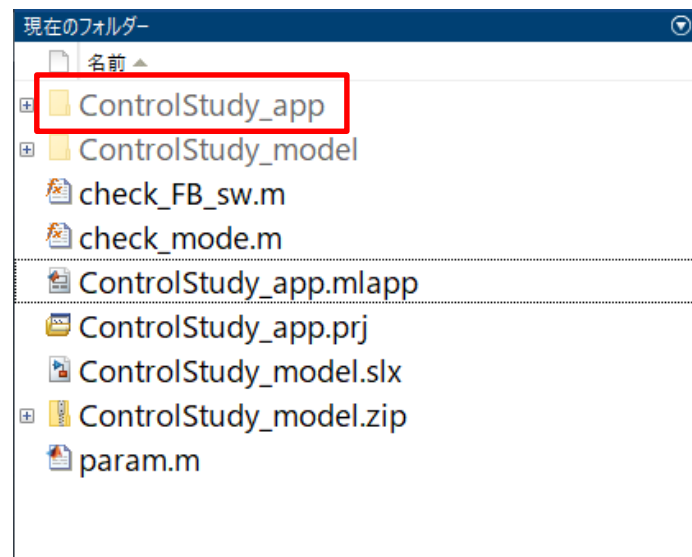 現在のフォルダー
名前
ControlStudy_app
ControlStudy_model
check_FB_sw.m
check_mode.m
ControlStudy_app.mlapp
ControlStudy_app.prj
ControlStudy_model.slx
ControlStudy_model.zip
param.m